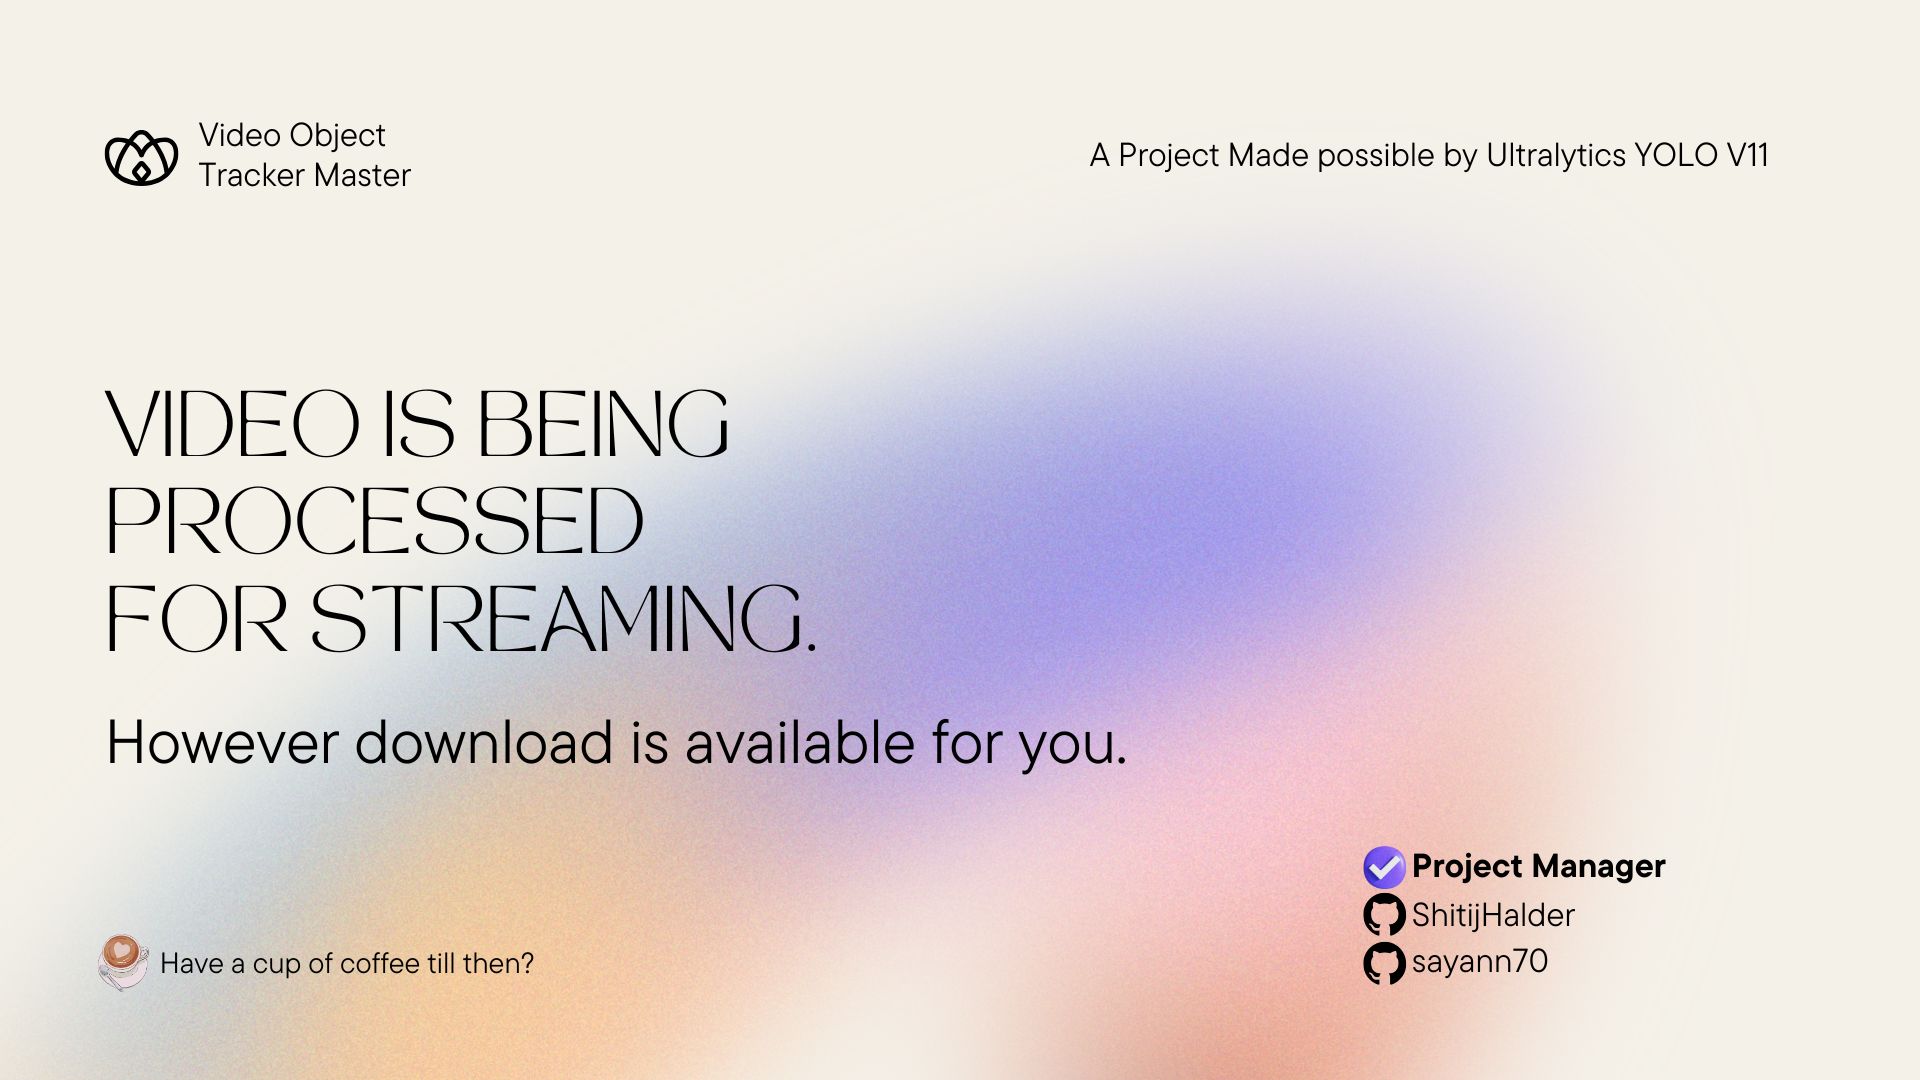 Video Object
Tracker Master
A Project Made possible by Ultralytics YOLO V11
VIDEO IS BEING
PROCESSED
FOR STREAMING.
However download is available for you.
Project Manager
ShitijHalder
sayann70
Have a cup of coffee till then?